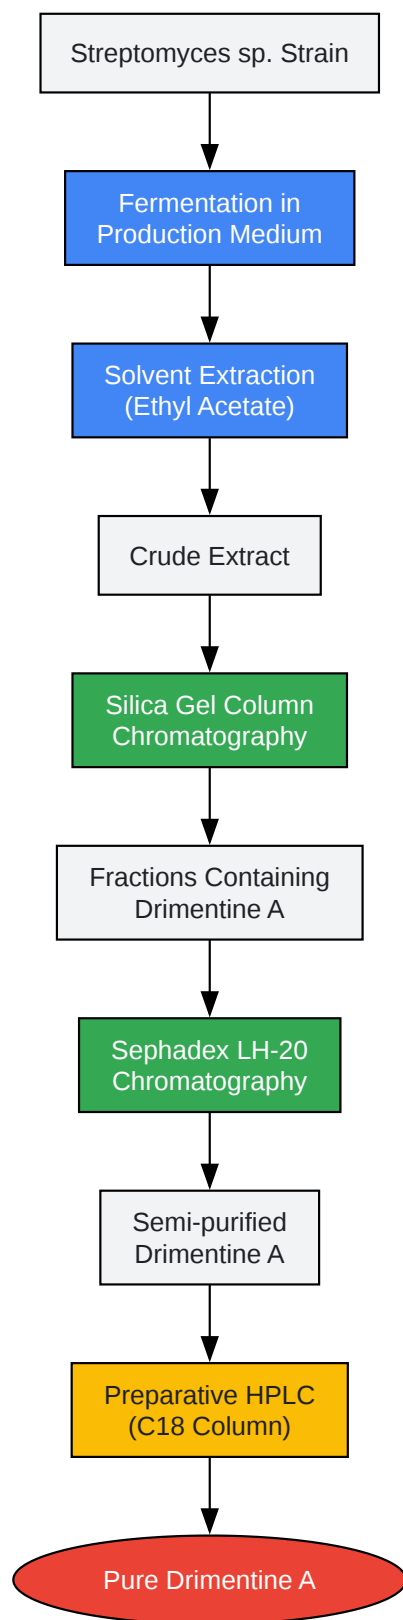 Streptomyces sp. Strain
Fermentation in
Production Medium
Solvent Extraction
(Ethyl Acetate)
Crude Extract
Silica Gel Column
Chromatography
Fractions Containing
Drimentine A
Sephadex LH-20
Chromatography
Semi-purified
Drimentine A
Preparative HPLC
(C18 Column)
Pure Drimentine A